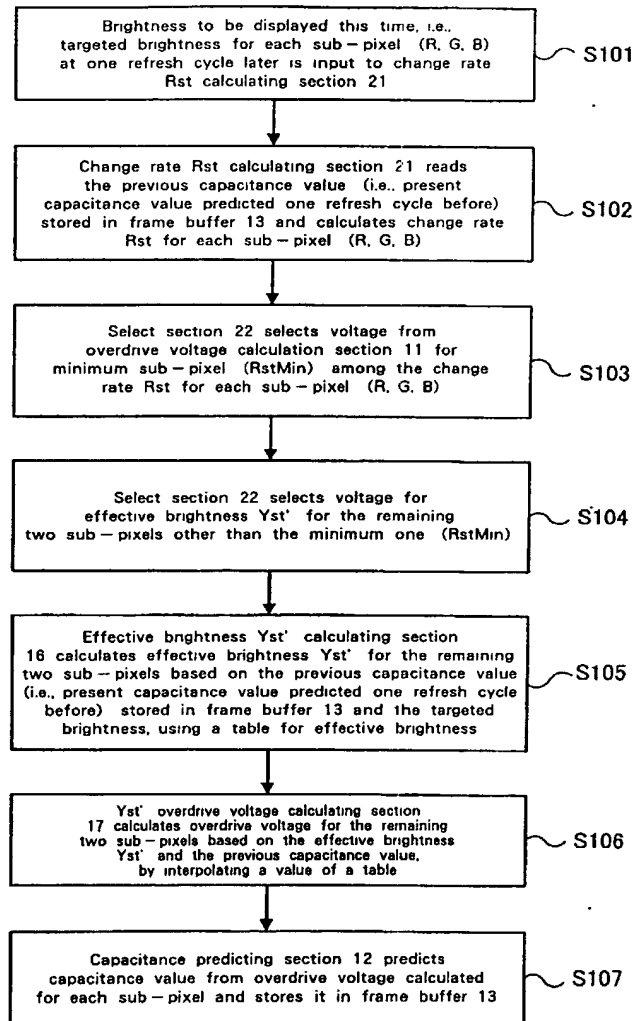 Brightness to be displayed this time, i.e.,
targeted brightness for each sub-pixel (R, G, B)
at one refresh cycle later is input to change rate
Rst calculating section 21
S101
Change rate Rst calculating section 21 reads
the previous capacitance value (i.e., present
capacitance value predicted one refresh cycle before)
stored in frame buffer 13 and calculates change rate
Rst for each sub-pixel (R, G, B)
S102
Select section 22 selects voltage from
overdrive voltage calculation section 11 for
minimum sub-pixel (RstMin) among the change
rate Rst for each sub-pixel (R, G, B)
S103
Select section 22 selects voltage for
effective brightness Yst' for the remaining
two sub-pixels other than the minimum one (RstMin)
S104
Effective brightness Yst' calculating section
16 calculates effective brightness Yst' for the remaining
two sub-pixels based on the previous capacitance value
(i.e., present capacitance value predicted one refresh cycle
before) stored in frame buffer 13 and the targeted
brightness, using a table for effective brightness
S105
Yst' overdrive voltage calculating section
17 calculates overdrive voltage for the remaining
two sub-pixels based on the effective brightness
Yst' and the previous capacitance value,
by interpolating a value of a table
S106
Capacitance predicting section 12 predicts
capacitance value from overdrive voltage calculated
for each sub-pixel and stores it in frame buffer 13
S107